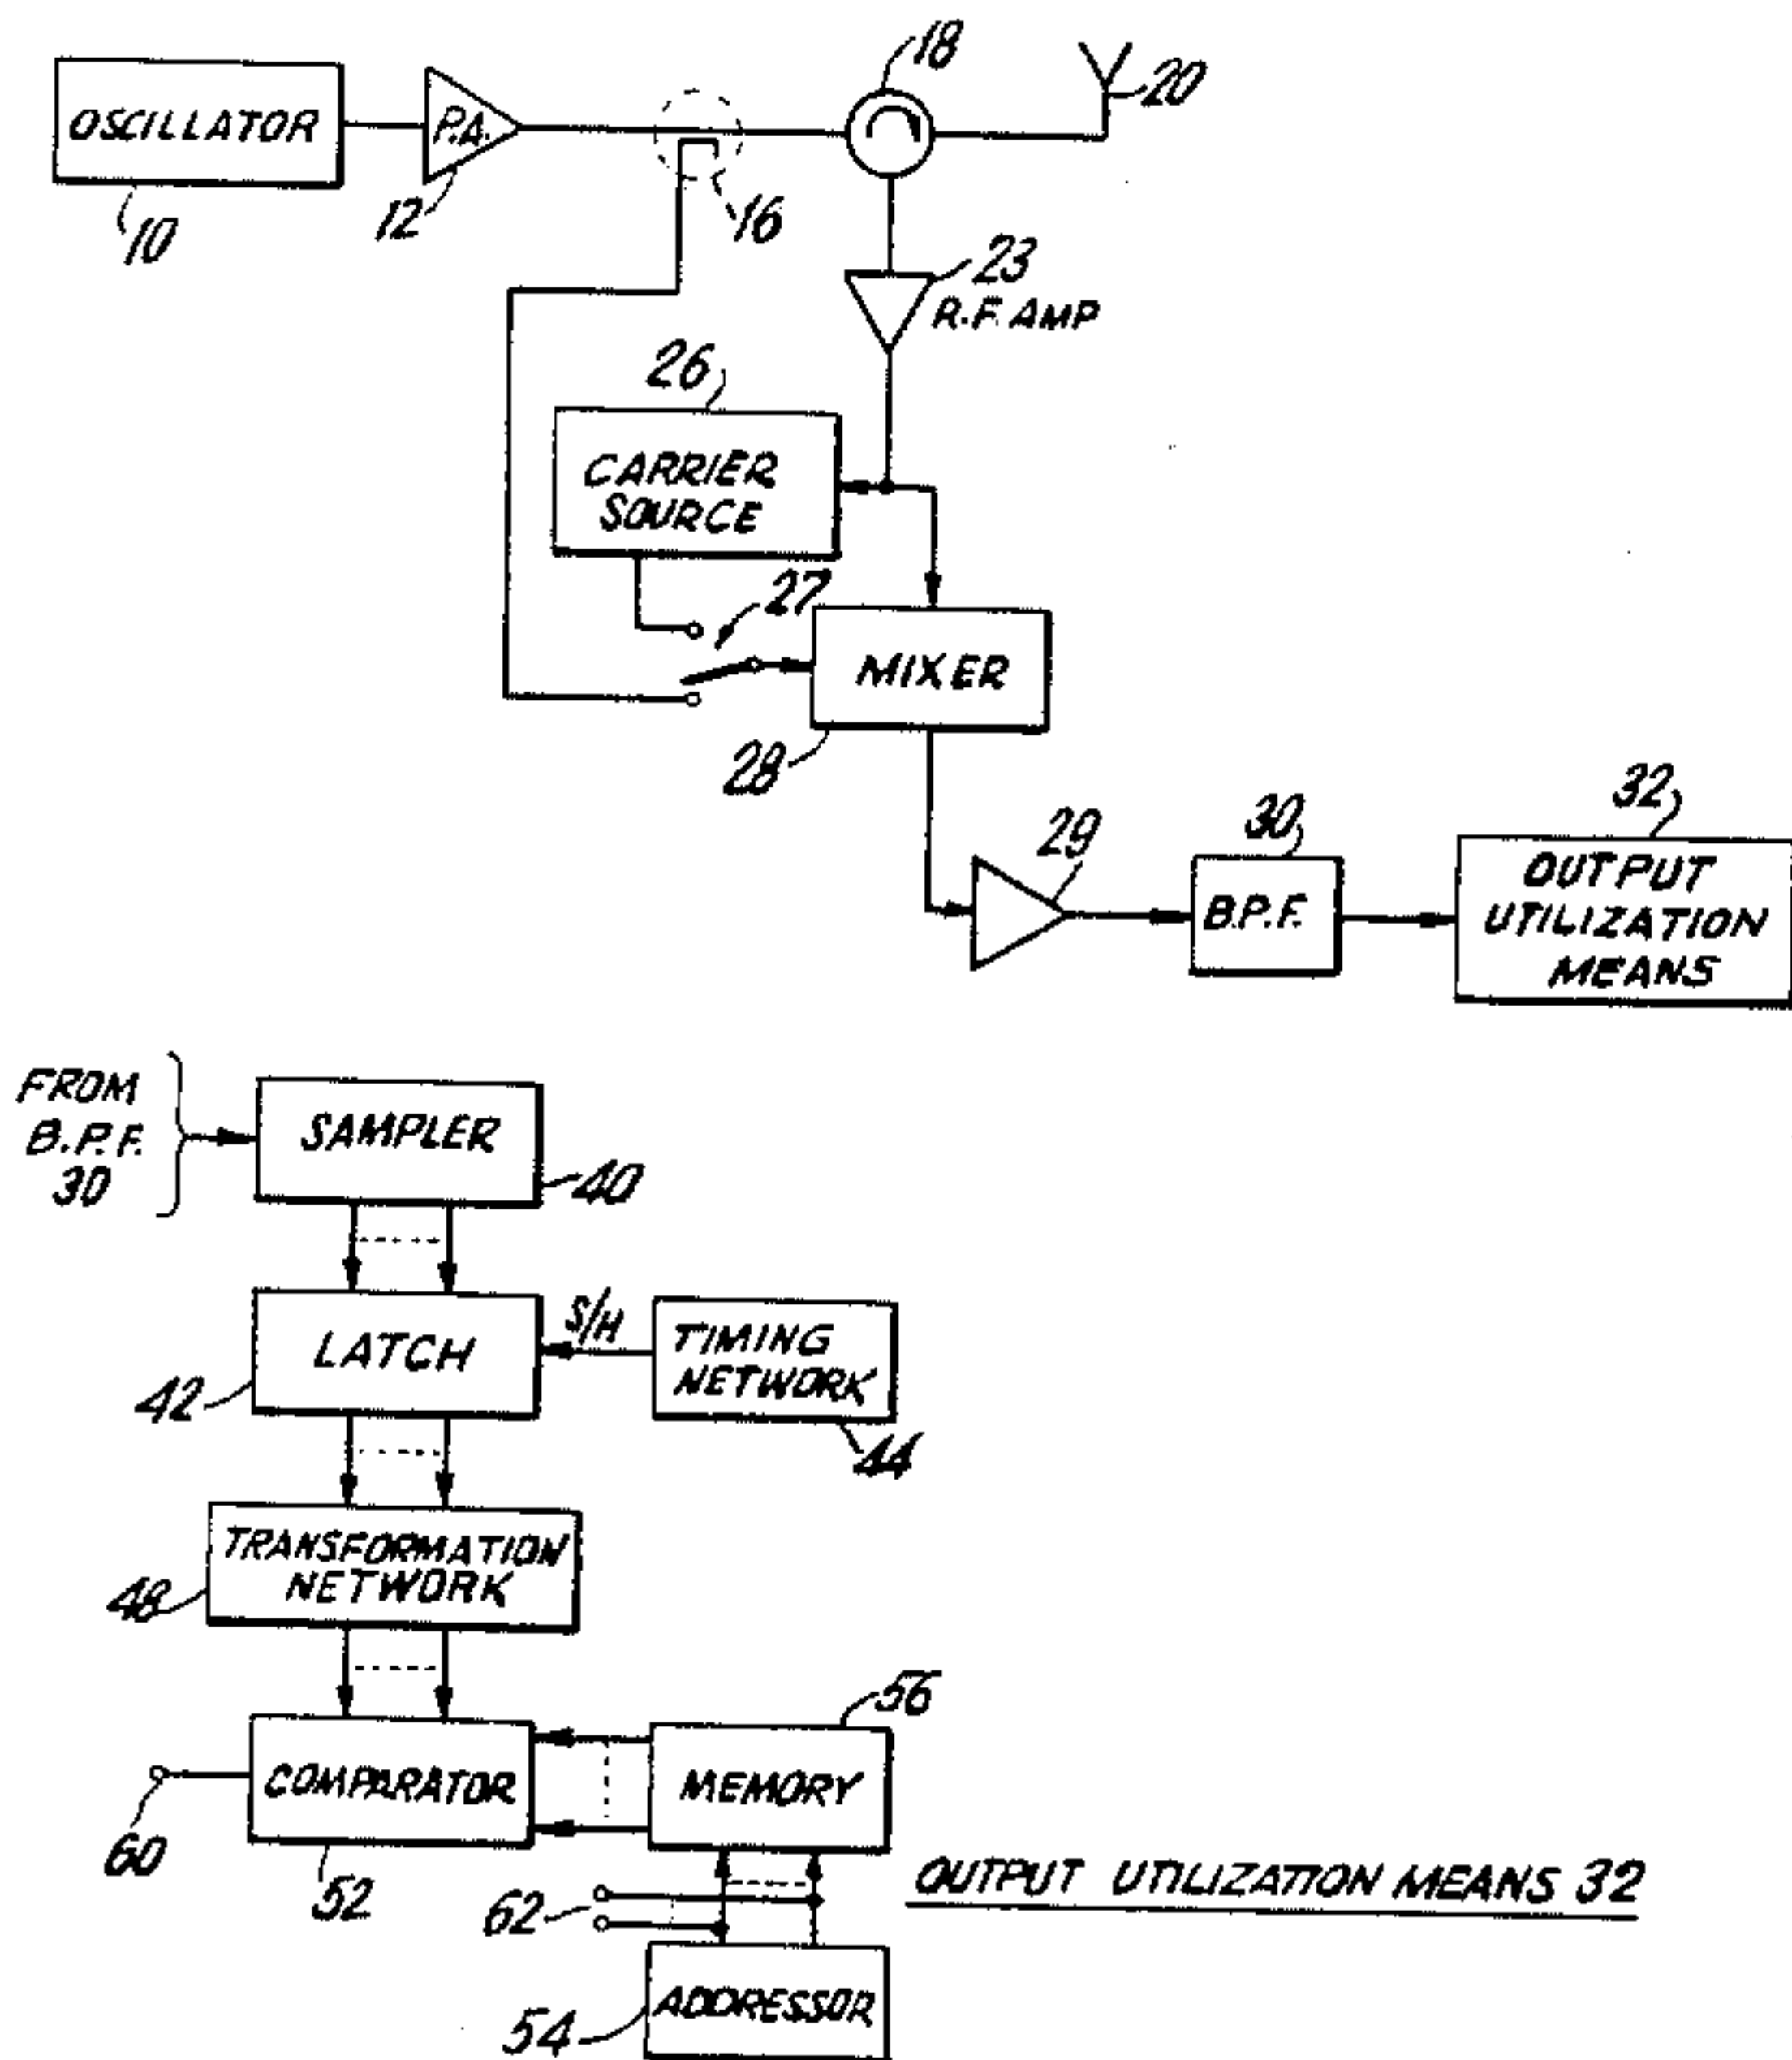 OSCILLATOR
10
P.A.
12
16
18
20
23
R.F. AMP
26
CARRIER
SOURCE
27
MIXER
28
29
30
B.P.F.
32
OUTPUT
UTILIZATION
MEANS
FROM
B.P.F.
30
SAMPLER
40
LATCH
42
S/H
TIMING
NETWORK
44
TRANSFORMATION
NETWORK
48
COMPARATOR
52
60
56
MEMORY
62
ADDRESSOR
54
OUTPUT UTILIZATION MEANS 32